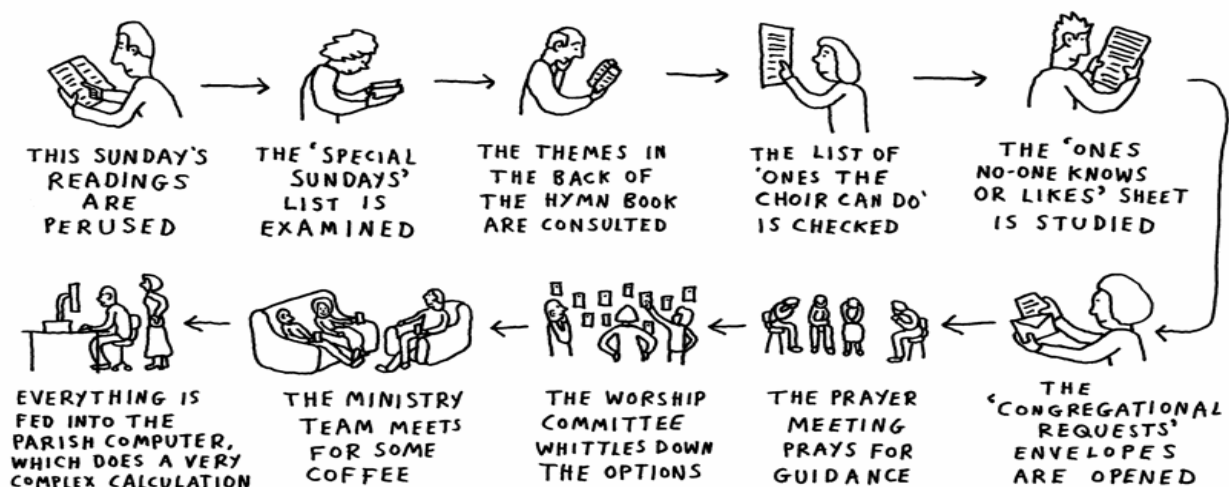 THIS SUNDAY'S
READINGS
ARE
PERUSED
THE 'SPECIAL
SUNDAYS'
LIST IS
EXAMINED
THE THEMES IN
THE BACK OF
THE HYMN BOOK
ARE CONSULTED
THE LIST OF
'ONES THE
CHOIR CAN DO'
IS CHECKED
THE 'ONES
NO-ONE KNOWS
OR LIKES' SHEET
IS STUDIED
THE
'CONGREGATIONAL
REQUESTS'
ENVELOPES
ARE OPENED
THE PRAYER
MEETING
PRAYS FOR
GUIDANCE
THE WORSHIP
COMMITTEE
WHITTLES DOWN
THE OPTIONS
THE MINISTRY
TEAM MEETS
FOR SOME
COFFEE
EVERYTHING IS
FED INTO THE
PARISH COMPUTER,
WHICH DOES A VERY
COMPLEX CALCULATION